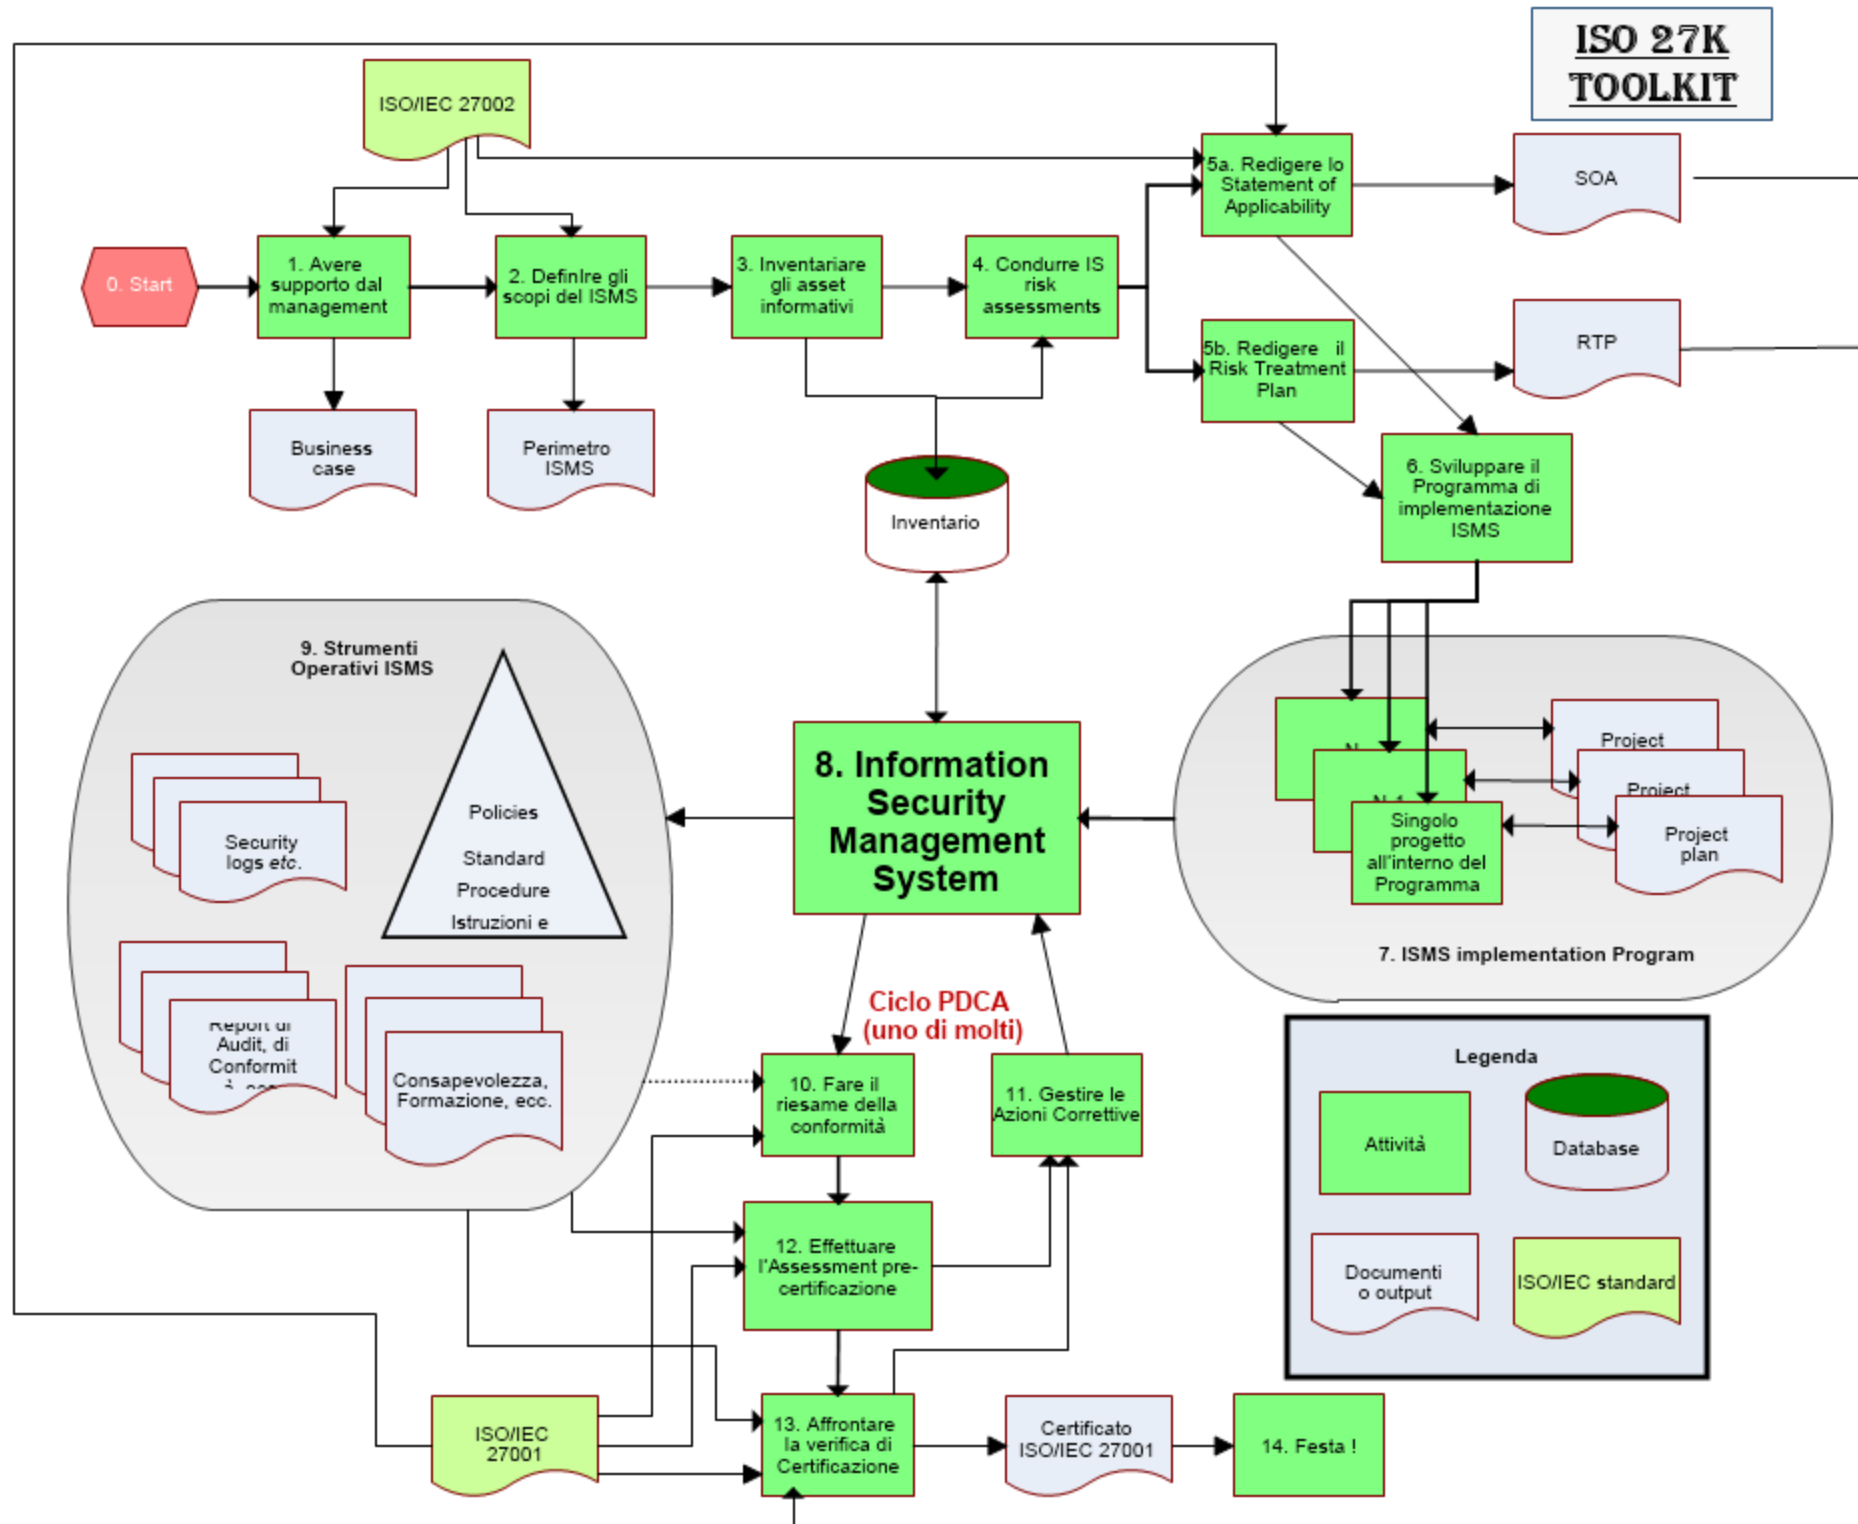 ISO 27K
TOOLKIT
ISO/IEC 27002
5a. Redigere lo
Statement of
Applicability
SOA
0. Start
1. Avere
supporto dal
management
2. DefinIre gli
scopi del ISMS
3. Inventariare
gli asset
informativi
4. Condurre IS
risk
assessments
5b. Redigere il
Risk Treatment
Plan
RTP
Business
case
Perimetro
ISMS
Inventario
6. Sviluppare il
Programma di
implementazione
ISMS
9. Strumenti
Operativi ISMS
Policies
Standard
Procedure
Istruzioni e
Security
logs etc.
Report di
Audit, di
Conformit
Consapevolezza,
Formazione, ecc.
8. Information
Security
Management
System
Project
Project
Project
plan
Singolo
progetto
all'interno del
Programma
7. ISMS implementation Program
Ciclo PDCA
(uno di molti)
10. Fare il
riesame della
conformità
11. Gestire le
Azioni Correttive
12. Effettuare
l'Assessment pre-
certificazione
13. Affrontare
la verifica di
Certificazione
ISO/IEC
27001
Certificato
ISO/IEC 27001
14. Festa !
Legenda
Attività
Database
Documenti
o output
ISO/IEC standard